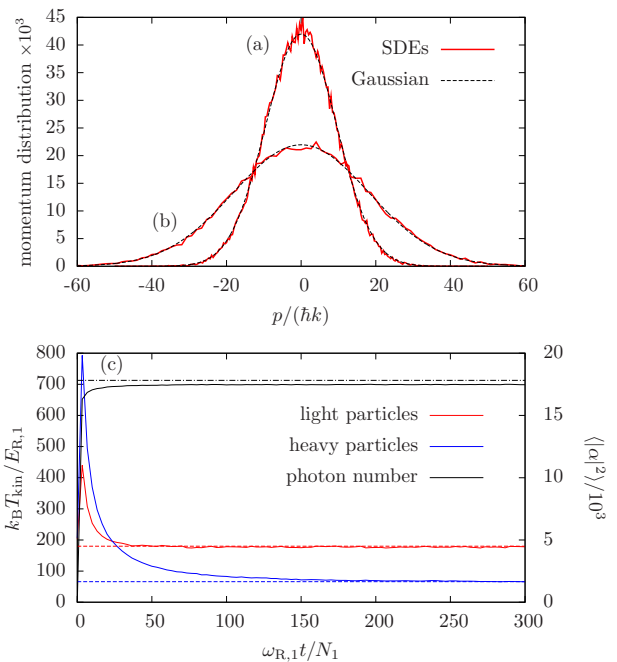 momentum distribution ×10³
45
40
35
30
25
20
15
10
5
0
(a)
(b)
SDEs
Gaussian
-60 -40 -20 0 20 40 60
p/(ℏk)
k_B T_kin/E_R,1
800
700
600
500
400
300
200
100
0
(c)
light particles
heavy particles
photon number
20
15
10
5
0
⟨|α|²⟩/10³
0 50 100 150 200 250 300
ω_R,1 t/N_1